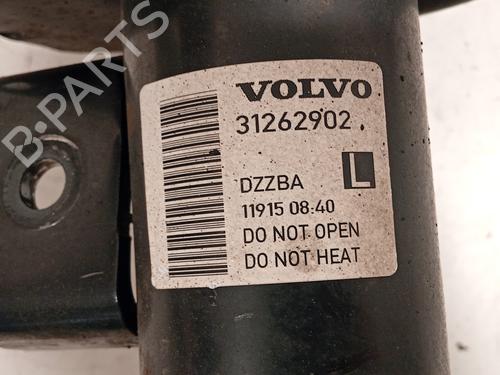 VOLVO
31262902
DZZBA L
11915 08:40
DO NOT OPEN
DO NOT HEAT
B-PARTS